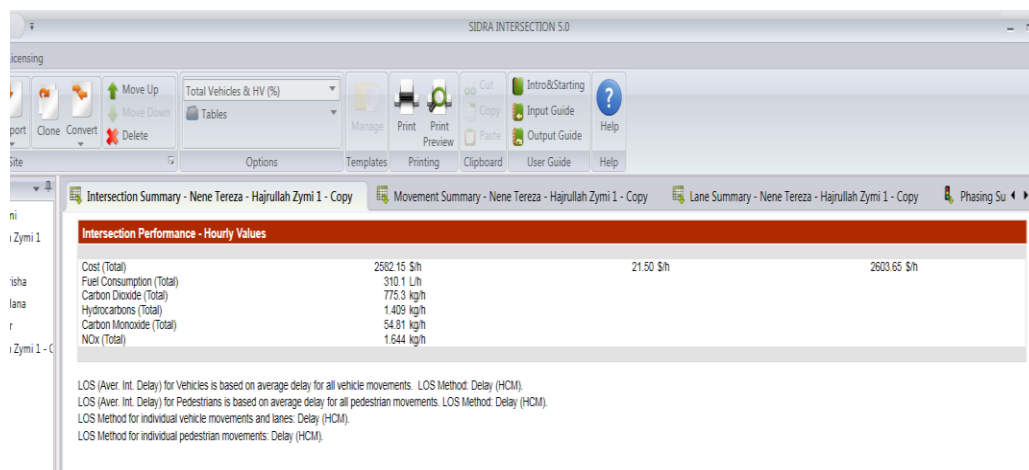 SIDRA INTERSECTION 5.0
icensing
port Clone Convert
Move Up
Move Down
Delete
Site
Total Vehicles & HV (%)
Tables
Options
Manage
Templates
Print Print Preview
Printing
Cut
Copy
Paste
Clipboard
Intro&Starting
Input Guide
Output Guide
User Guide
Help
Help
ni
Zymi 1
risha
lana
r
Zymi 1 - C
Intersection Summary - Nene Tereza - Hajrullah Zymi 1 - Copy
Movement Summary - Nene Tereza - Hajrullah Zymi 1 - Copy
Lane Summary - Nene Tereza - Hajrullah Zymi 1 - Copy
Phasing Su
Intersection Performance - Hourly Values
Cost (Total) 2582.15 $/h 21.50 $/h 2603.65 $/h
Fuel Consumption (Total) 310.1 L/h
Carbon Dioxide (Total) 775.3 kg/h
Hydrocarbons (Total) 1.409 kg/h
Carbon Monoxide (Total) 54.81 kg/h
NOx (Total) 1.644 kg/h
LOS (Aver. Int. Delay) for Vehicles is based on average delay for all vehicle movements. LOS Method: Delay (HCM).
LOS (Aver. Int. Delay) for Pedestrians is based on average delay for all pedestrian movements. LOS Method: Delay (HCM).
LOS Method for individual vehicle movements and lanes: Delay (HCM).
LOS Method for individual pedestrian movements: Delay (HCM).